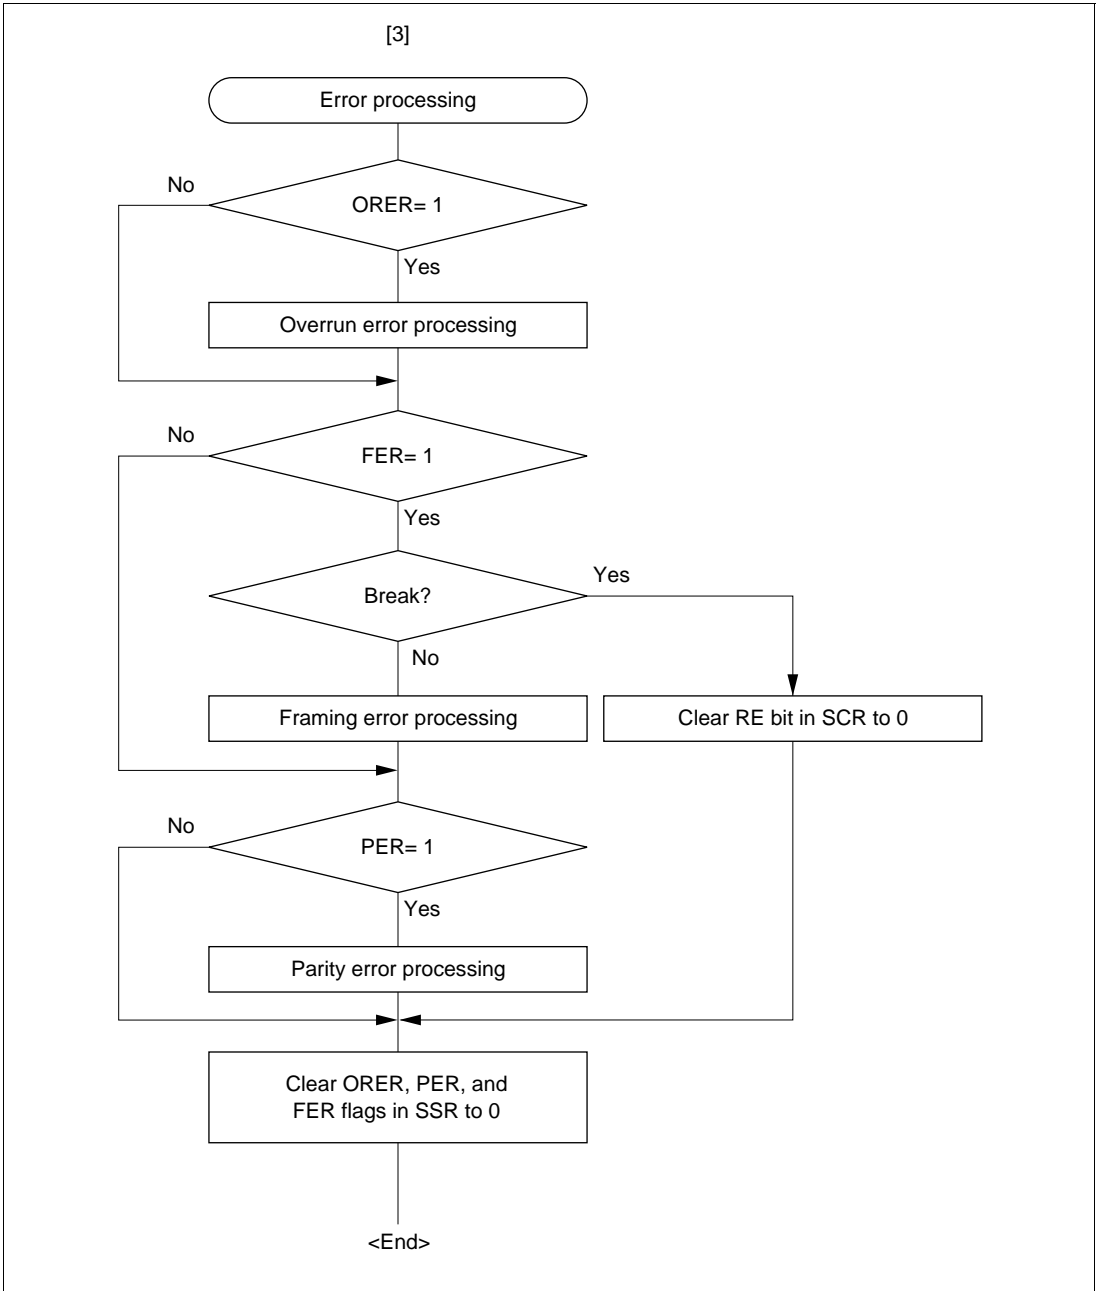 [3]
Error processing
No
ORER= 1
Yes
Overrun error processing
No
FER= 1
Yes
Yes
Break?
No
Framing error processing
Clear RE bit in SCR to 0
No
PER= 1
Yes
Parity error processing
Clear ORER, PER, and
FER flags in SSR to 0
<End>